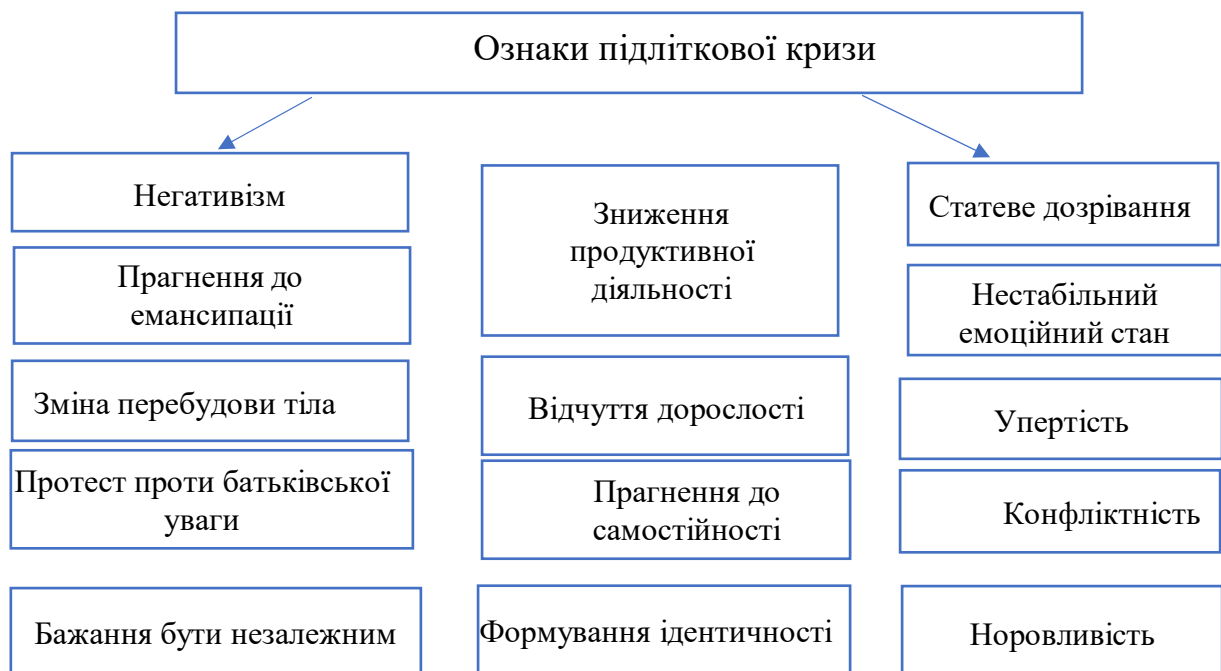 Ознаки підліткової кризи
Негативізм
Прагнення до
емансипації
Зміна перебудови тіла
Протест проти батьківської
уваги
Бажання бути незалежним
Зниження
продуктивної
діяльності
Відчуття дорослості
Прагнення до
самостійності
Формування ідентичності
Статеве дозрівання
Нестабільний
емоційний стан
Упертість
Конфліктність
Норовливість